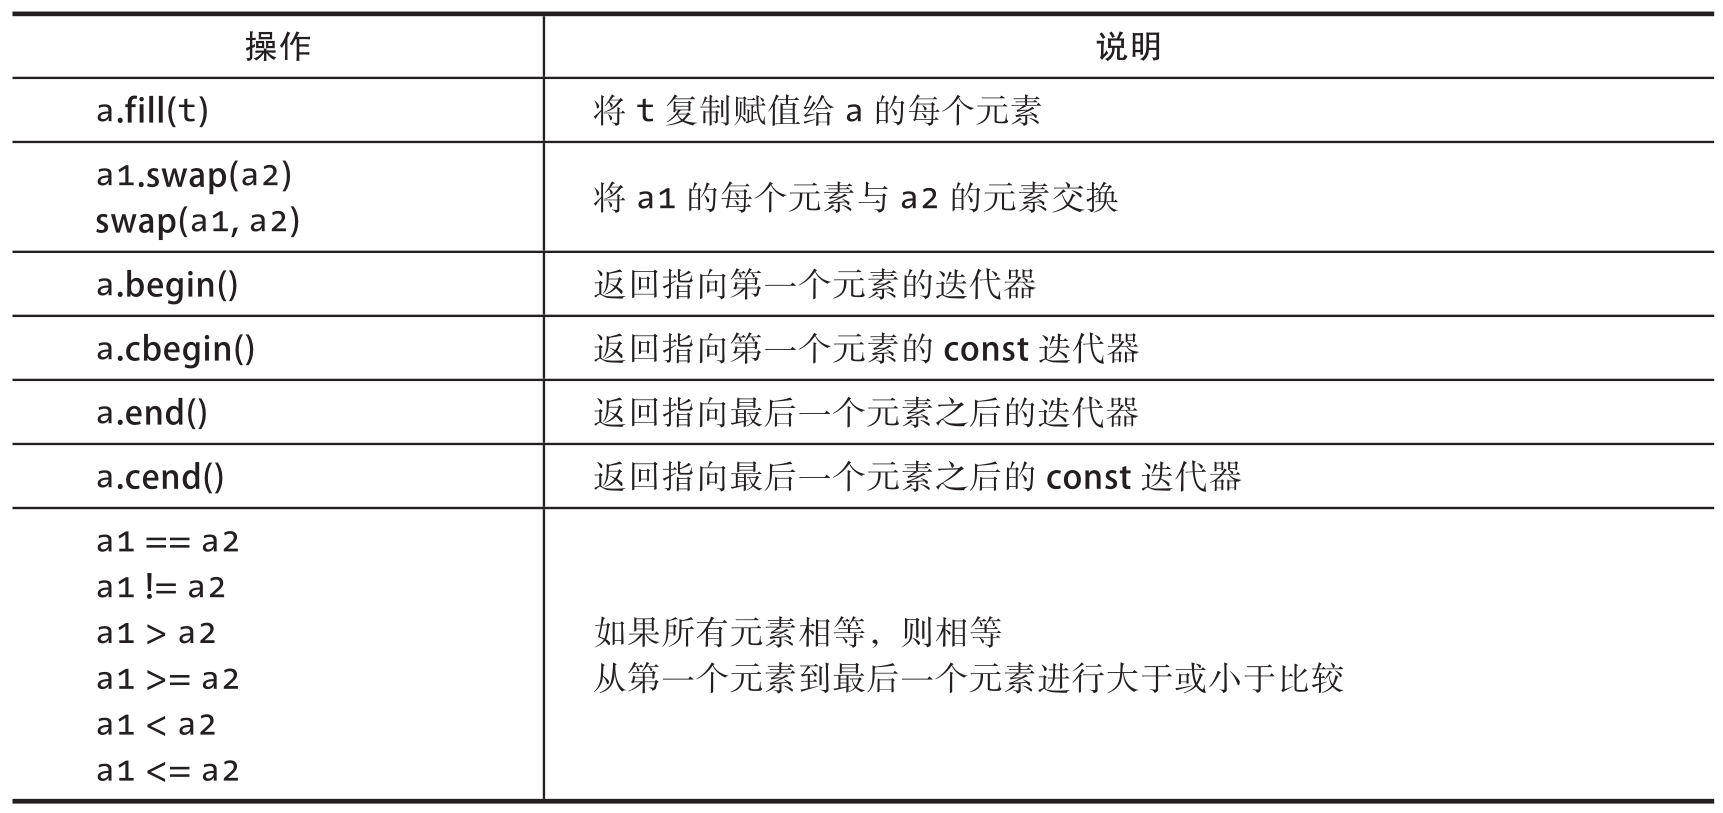 操作 说明
a.fill(t) 将 t 复制赋值给 a 的每个元素
a1.swap(a2)
swap(a1, a2)
将 a1 的每个元素与 a2 的元素交换
a.begin() 返回指向第一个元素的迭代器
a.cbegin() 返回指向第一个元素的 const 迭代器
a.end() 返回指向最后一个元素之后的迭代器
a.cend() 返回指向最后一个元素之后的 const 迭代器
a1 == a2
a1 != a2
a1 > a2
a1 >= a2
a1 < a2
a1 <= a2
如果所有元素相等，则相等
从第一个元素到最后一个元素进行大于或小于比较